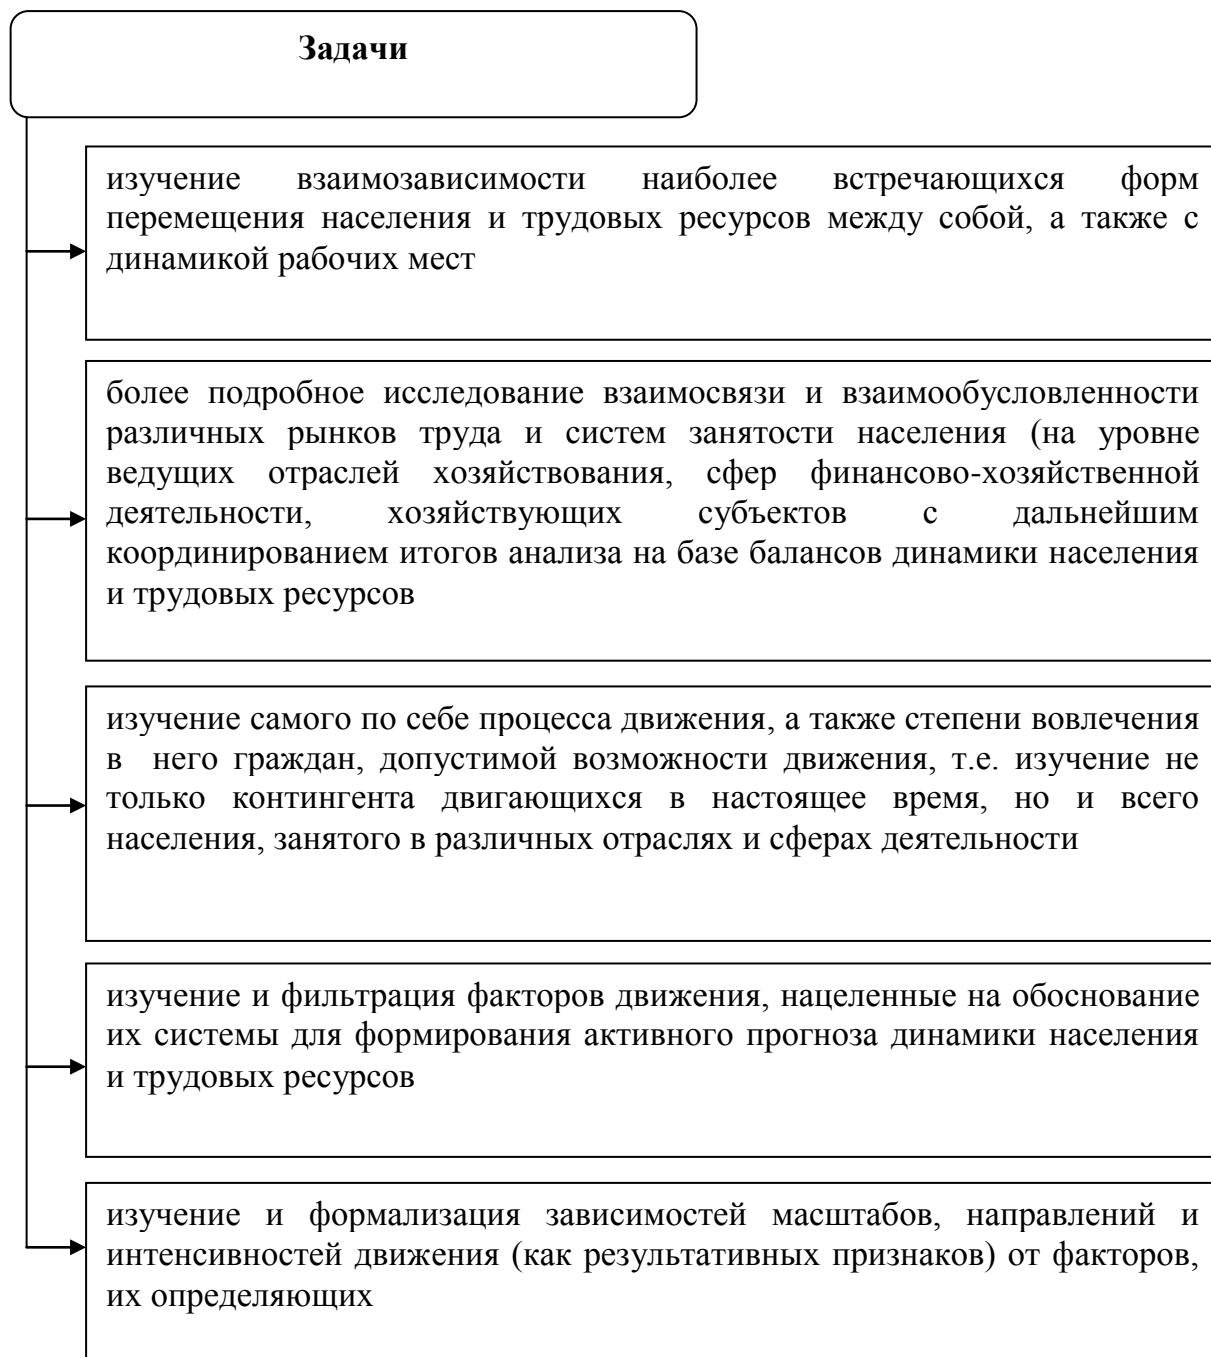 Задачи
изучение взаимозависимости наиболее встречающихся форм
перемещения населения и трудовых ресурсов между собой, а также с
динамикой рабочих мест
более подробное исследование взаимосвязи и взаимообусловленности
различных рынков труда и систем занятости населения (на уровне
ведущих отраслей хозяйствования, сфер финансово-хозяйственной
деятельности, хозяйствующих субъектов с дальнейшим
координированием итогов анализа на базе балансов динамики населения
и трудовых ресурсов
изучение самого по себе процесса движения, а также степени вовлечения
в него граждан, допустимой возможности движения, т.е. изучение не
только контингента двигающихся в настоящее время, но и всего
населения, занятого в различных отраслях и сферах деятельности
изучение и фильтрация факторов движения, нацеленные на обоснование
их системы для формирования активного прогноза динамики населения
и трудовых ресурсов
изучение и формализация зависимостей масштабов, направлений и
интенсивностей движения (как результативных признаков) от факторов,
их определяющих